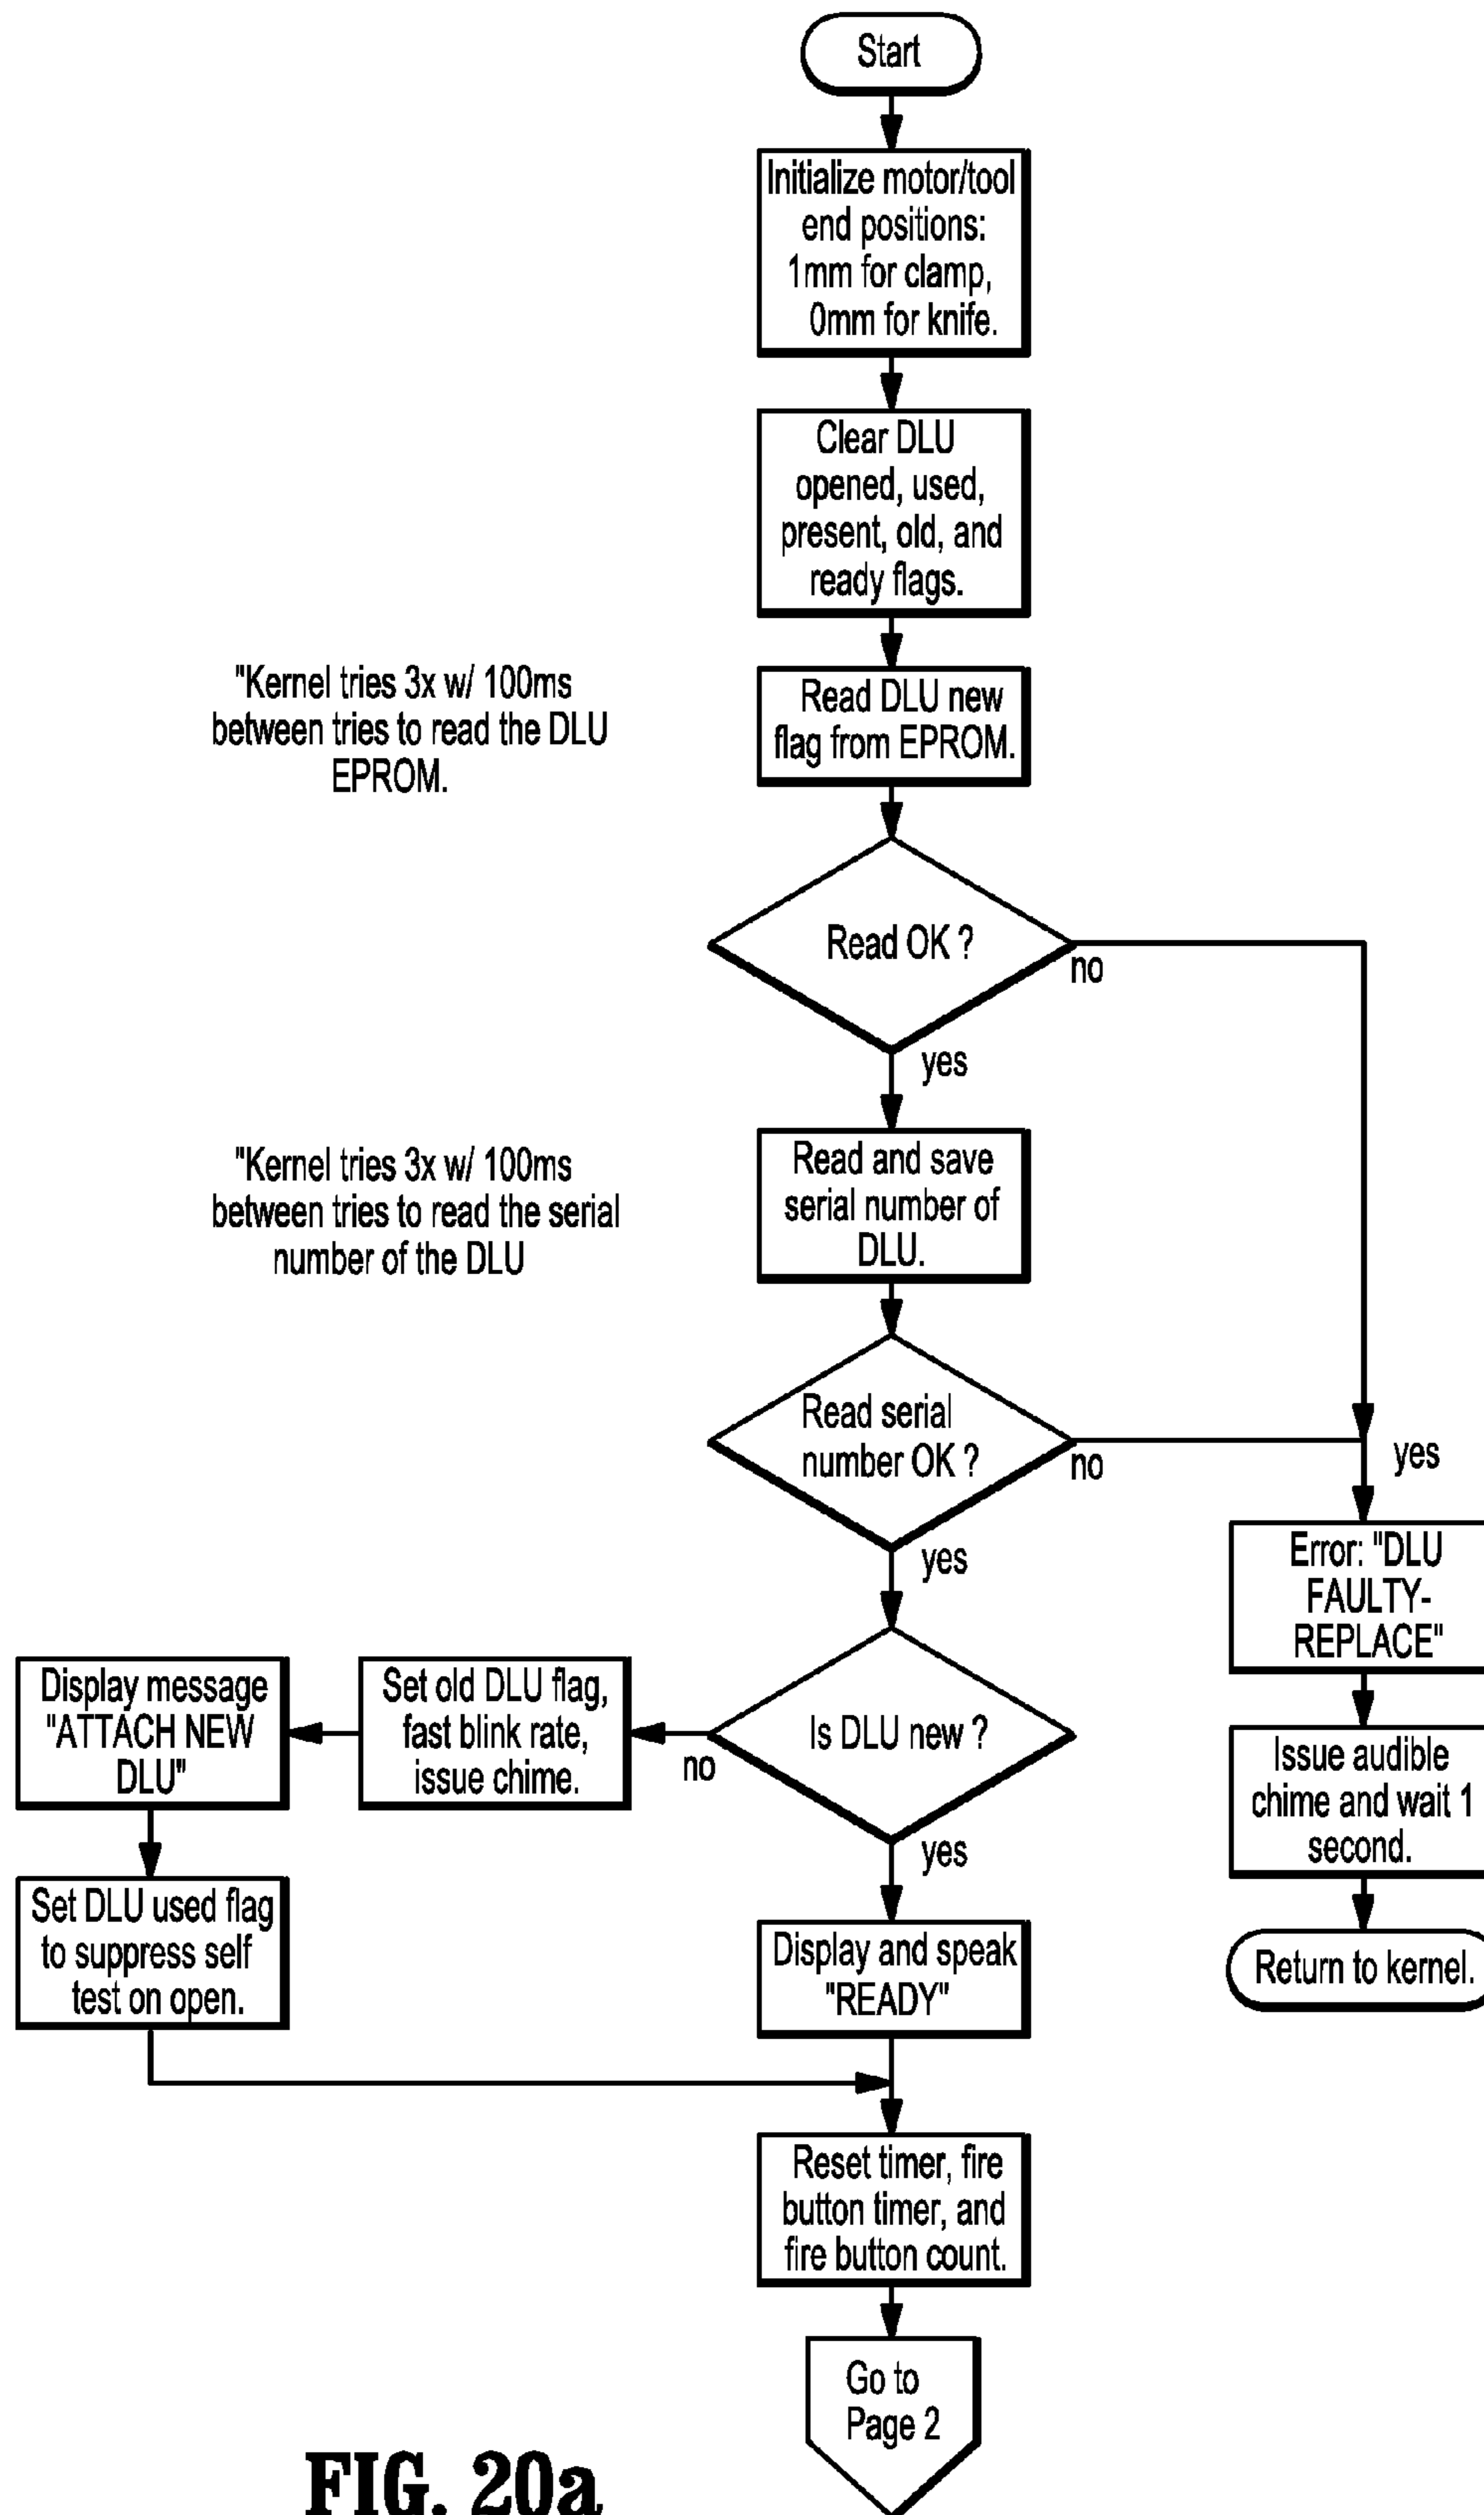 Start
Initialize motor/tool
end positions:
1mm for clamp,
0mm for knife.
Clear DLU
opened, used,
present, old, and
ready flags.
"Kernel tries 3x w/ 100ms
between tries to read the DLU
EPROM.
Read DLU new
flag from EPROM.
Read OK ?
no
yes
"Kernel tries 3x w/ 100ms
between tries to read the serial
number of the DLU
Read and save
serial number of
DLU.
Read serial
number OK ?
no
yes
yes
Error: "DLU
FAULTY-
REPLACE"
Display message
"ATTACH NEW
DLU"
Set old DLU flag,
fast blink rate,
issue chime.
no
Is DLU new ?
yes
Issue audible
chime and wait 1
second.
Set DLU used flag
to suppress self
test on open.
Display and speak
"READY"
Return to kernel.
Reset timer, fire
button timer, and
fire button count.
Go to
Page 2
FIG. 20a